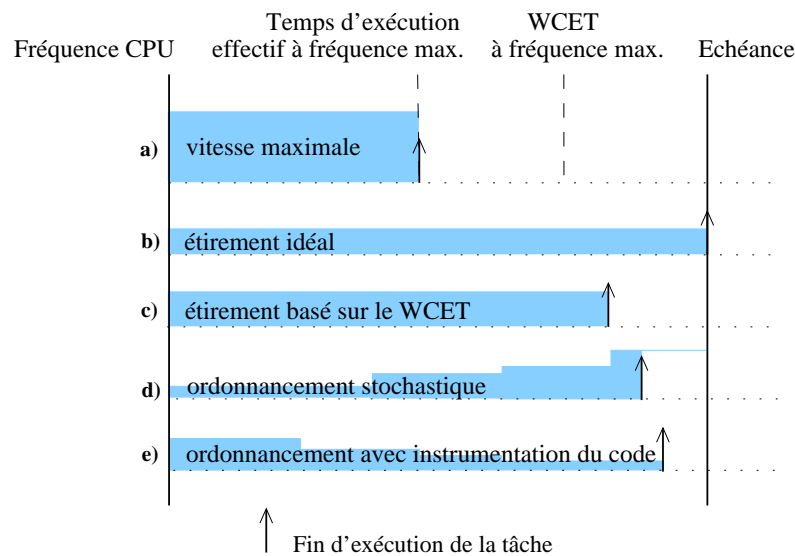 Temps d’exécution
effectif à fréquence max.
WCET
à fréquence max.
Fréquence CPU
Echéance
a) vitesse maximale
b) étirement idéal
c) étirement basé sur le WCET
d) ordonnancement stochastique
e) ordonnancement avec instrumentation du code
Fin d’exécution de la tâche